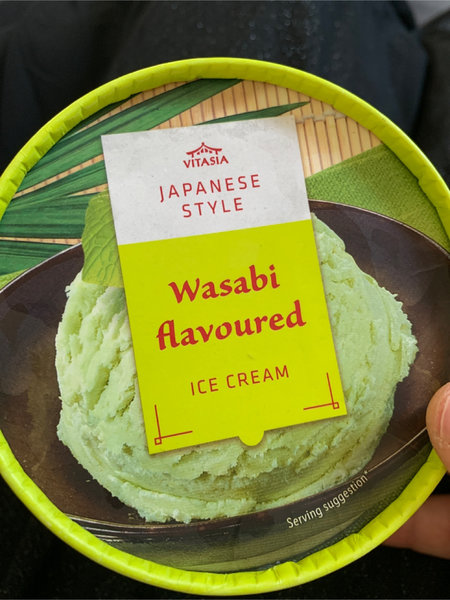 VITASIA
JAPANESE
STYLE
Wasabi
flavoured
ICE CREAM
Serving suggestion*